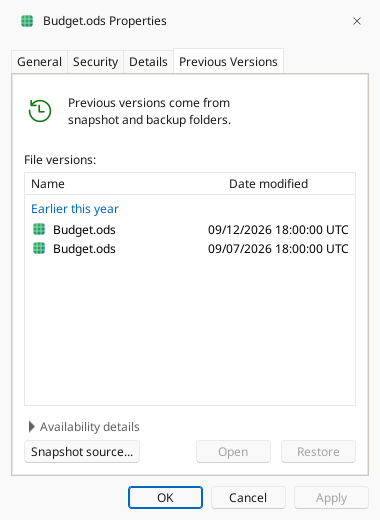 Budget.ods Properties
General Security Details Previous Versions
Previous versions come from
snapshot and backup folders.
File versions:
Name Date modified
Earlier this year
Budget.ods 09/12/2026 18:00:00 UTC
Budget.ods 09/07/2026 18:00:00 UTC
Availability details
Snapshot source... Open Restore
OK Cancel Apply